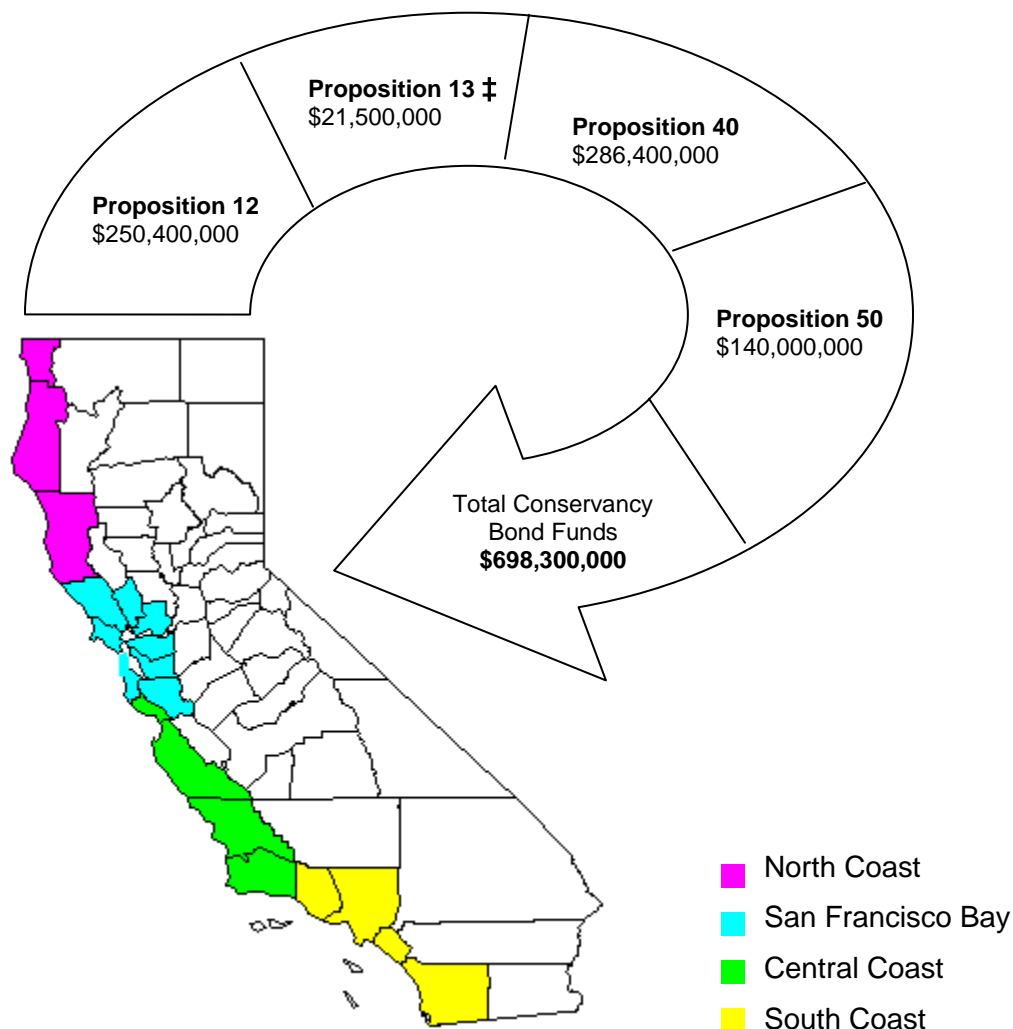 Proposition 13 ‡
$21,500,000
Proposition 40
$286,400,000
Proposition 12
$250,400,000
Proposition 50
$140,000,000
Total Conservancy
Bond Funds
$698,300,000
North Coast
San Francisco Bay
Central Coast
South Coast